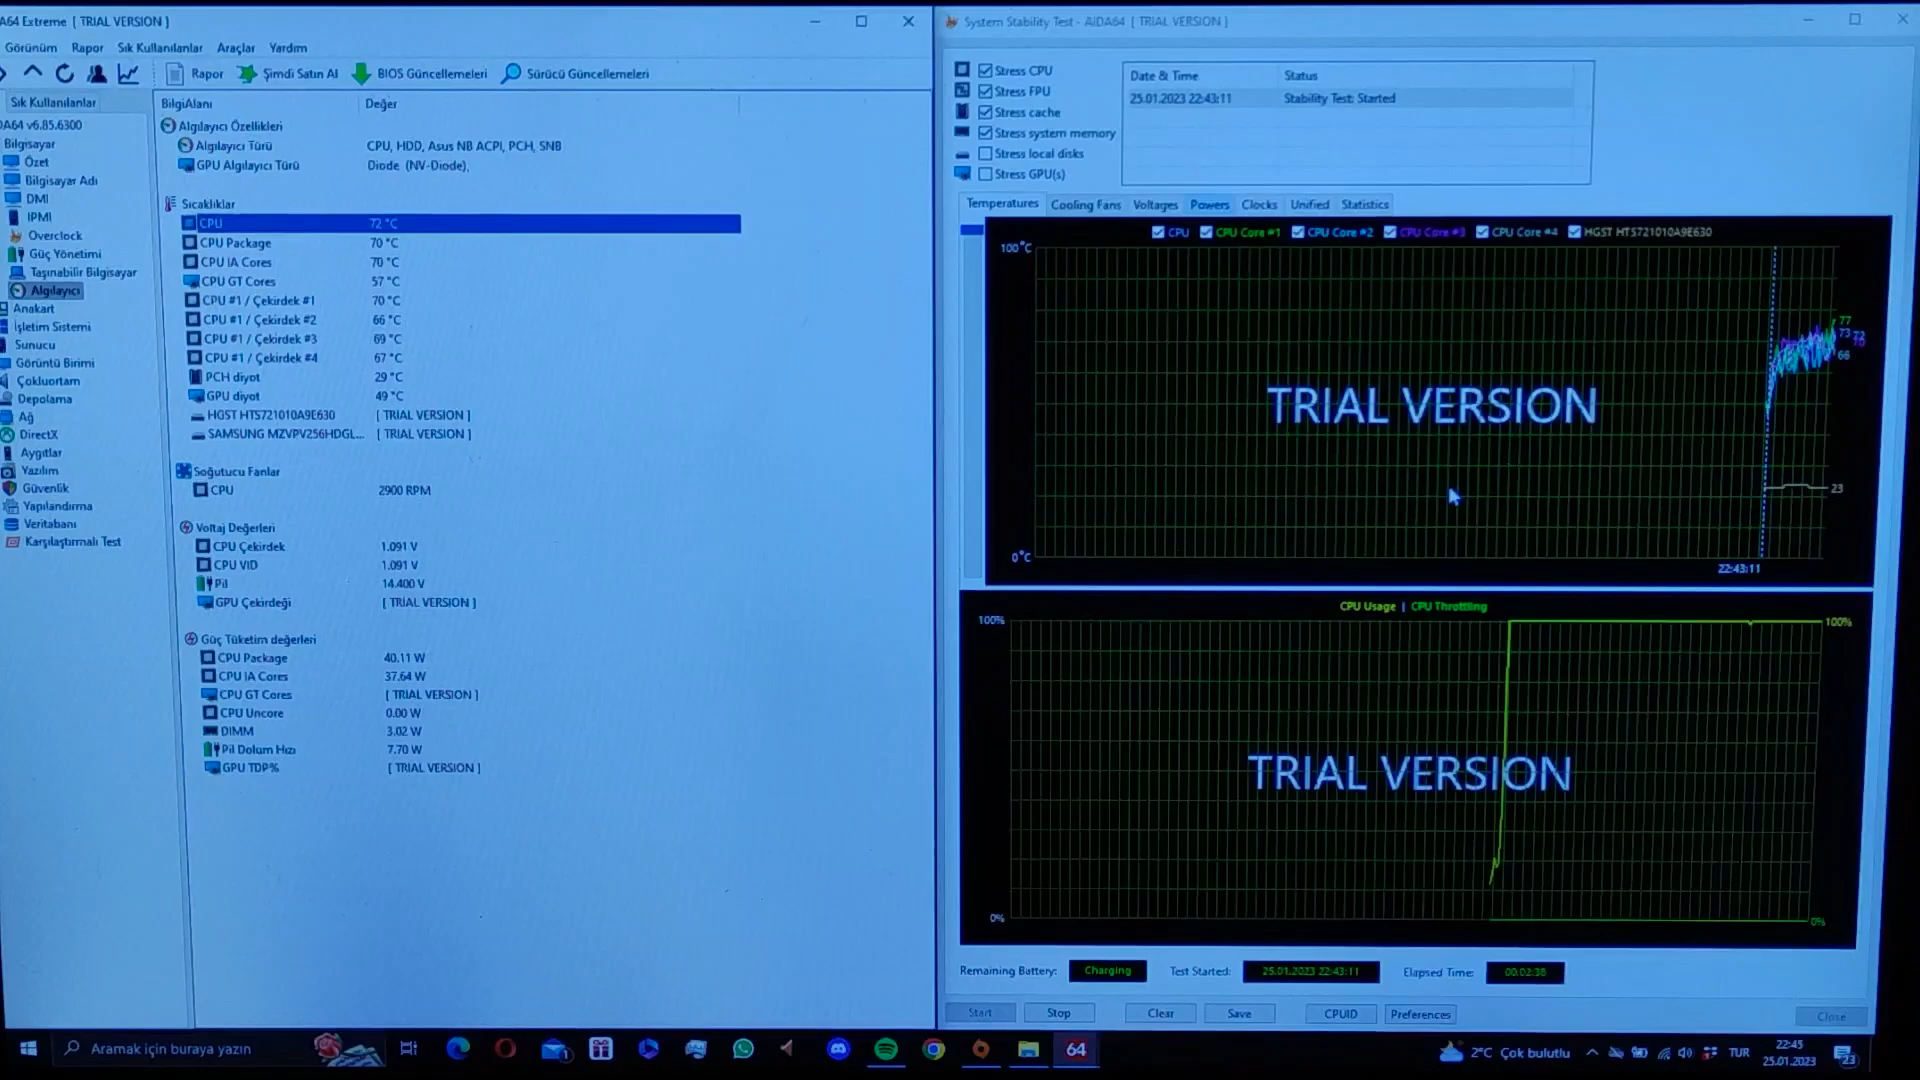 A64 Extreme [ TRIAL VERSION ]
Görünüm Rapor Sık Kullanılanlar Araçlar Yardım
Rapor Şimdi Satın Al BIOS Güncellemeleri Sürücü Güncellemeleri
Sık Kullanılanlar
DA64 v6.85.6300
Bilgisayar
Özet
Bilgisayar Adı
DMI
IPMI
Overclock
Güç Yönetimi
Taşınabilir Bilgisayar
Algılayıcı
Anakart
İşletim Sistemi
Sunucu
Görüntü Birimi
Çokluortam
Depolama
Ağ
DirectX
Aygıtlar
Yazılım
Güvenlik
Yapılandırma
Veritabanı
Karşılaştırmalı Test
BilgiAlanı Değer
Algılayıcı Özellikleri
Algılayıcı Türü CPU, HDD, Asus NB ACPI, PCH, SNB
GPU Algılayıcı Türü Diode (NV-Diode),
Sıcaklıklar
CPU 72 °C
CPU Package 70 °C
CPU IA Cores 70 °C
CPU GT Cores 57 °C
CPU #1 / Çekirdek #1 70 °C
CPU #1 / Çekirdek #2 66 °C
CPU #1 / Çekirdek #3 69 °C
CPU #1 / Çekirdek #4 67 °C
PCH diyot 29 °C
GPU diyot 49 °C
HGST HTS721010A9E630 [ TRIAL VERSION ]
SAMSUNG MZVPV256HDGL... [ TRIAL VERSION ]
Soğutucu Fanlar
CPU 2900 RPM
Voltaj Değerleri
CPU Çekirdek 1.091 V
CPU VID 1.091 V
Pil 14.400 V
GPU Çekirdeği [ TRIAL VERSION ]
Güç Tüketim değerleri
CPU Package 40.11 W
CPU IA Cores 37.64 W
CPU GT Cores [ TRIAL VERSION ]
CPU Uncore 0.00 W
DIMM 3.02 W
Pil Dolum Hızı 7.70 W
GPU TDP% [ TRIAL VERSION ]
System Stability Test - AIDA64 [ TRIAL VERSION ]
Stress CPU
Stress FPU
Stress cache
Stress system memory
Stress local disks
Stress GPU(s)
Date & Time Status
25.01.2023 22:43:11 Stability Test: Started
Temperatures Cooling Fans Voltages Powers Clocks Unified Statistics
CPU CPU Core #1 CPU Core #2 CPU Core #3 CPU Core #4 HGST HTS721010A9E630
100°C
77
73
66
TRIAL VERSION
23
0°C
22:43:11
CPU Usage | CPU Throttling
100% 100%
TRIAL VERSION
0% 0%
Remaining Battery: Charging Test Started: 25.01.2023 22:43:11 Elapsed Time: 00:02:38
Start Stop Clear Save CPUID Preferences Close
Aramak için buraya yazın
64
2°C Çok bulutlu
TUR
22:45
25.01.2023
23